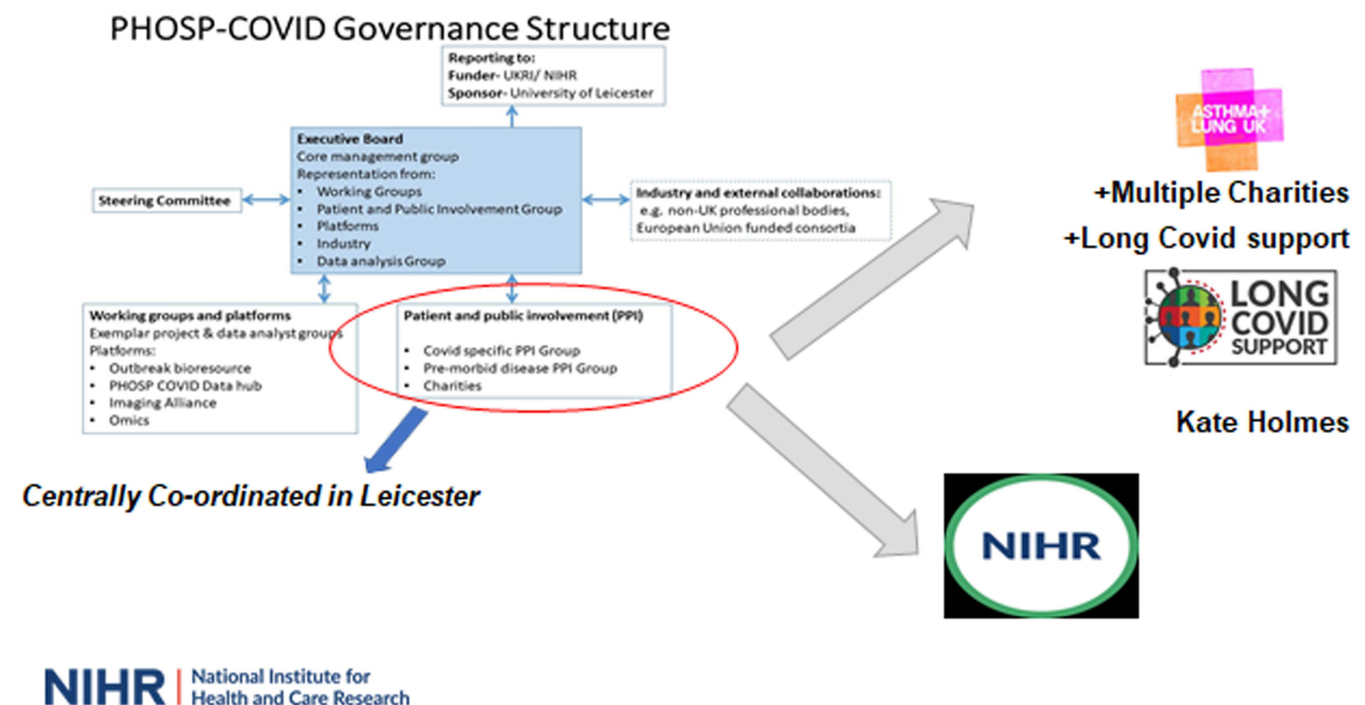 PHOSP-COVID Governance Structure
Reporting to:
Funder- UKRI/ NIHR
Sponsor- University of Leicester
Executive Board
Core management group
Representation from:
• Working Groups
• Patient and Public Involvement Group
• Platforms
• Industry
• Data analysis Group
Steering Committee
Industry and external collaborations:
e.g. non-UK professional bodies,
European Union funded consortia
Working groups and platforms
Exemplar project & data analyst groups
Platforms:
• Outbreak bioresource
• PHOSP COVID Data hub
• Imaging Alliance
• Omics
Patient and public involvement (PPI)
• Covid specific PPI Group
• Pre-morbid disease PPI Group
• Charities
Centrally Co-ordinated in Leicester
ASTHMA+
LUNG UK
+Multiple Charities
+Long Covid support
LONG
COVID
SUPPORT
Kate Holmes
NIHR
NIHR | National Institute for
Health and Care Research